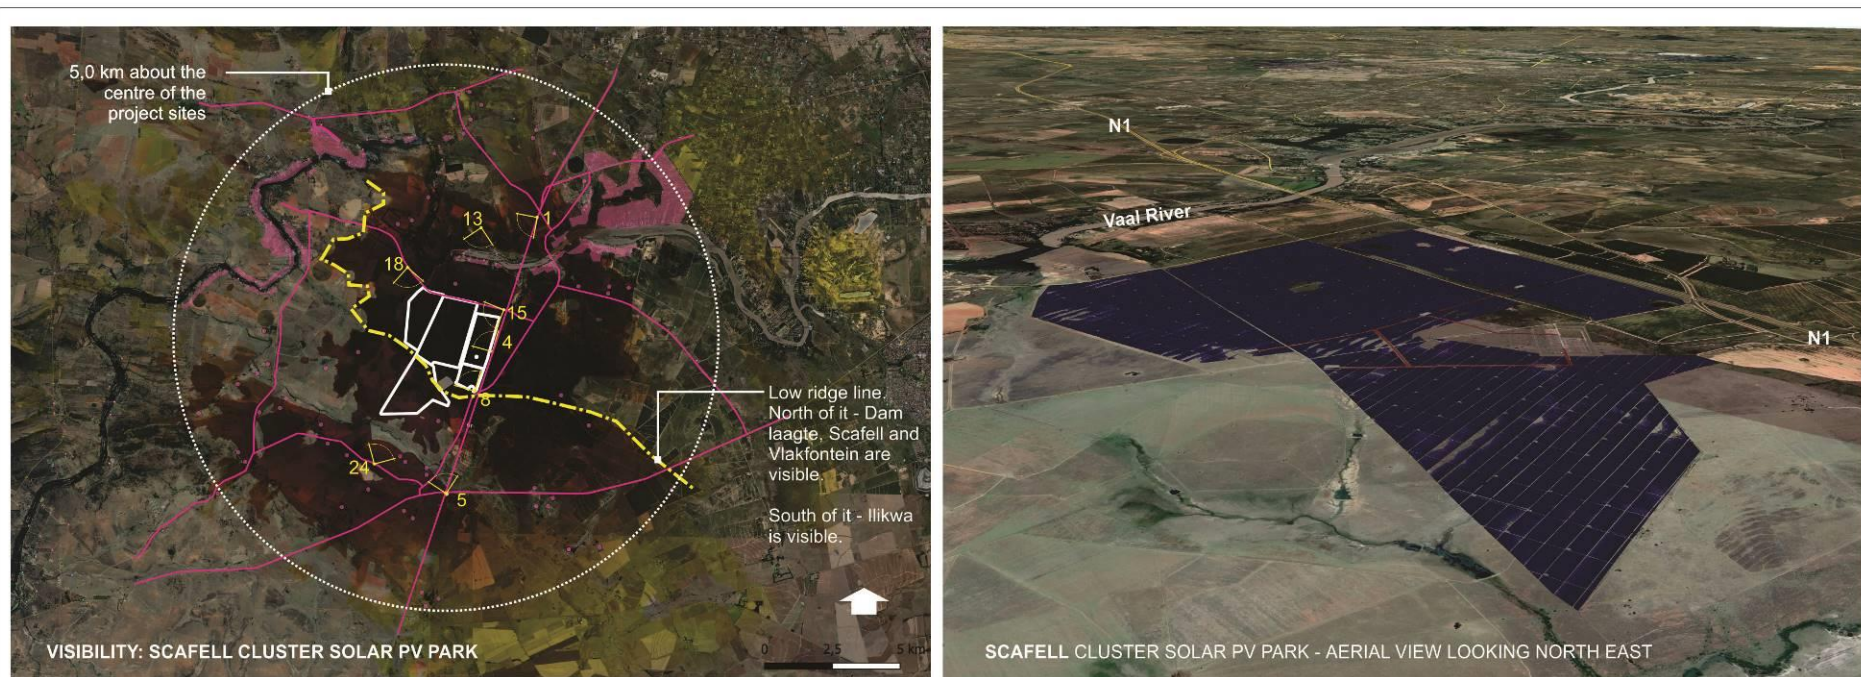 5,0 km about the
centre of the
project sites
13
1
18
15
4
8
24
5
Low ridge line.
North of it - Dam
laagte, Scafell and
Vlakfontein are
visible.
South of it - Ilikwa
is visible.
0
2,5
5 km
VISIBILITY: SCAFELL CLUSTER SOLAR PV PARK
N1
Vaal River
N1
SCAFELL CLUSTER SOLAR PV PARK - AERIAL VIEW LOOKING NORTH EAST